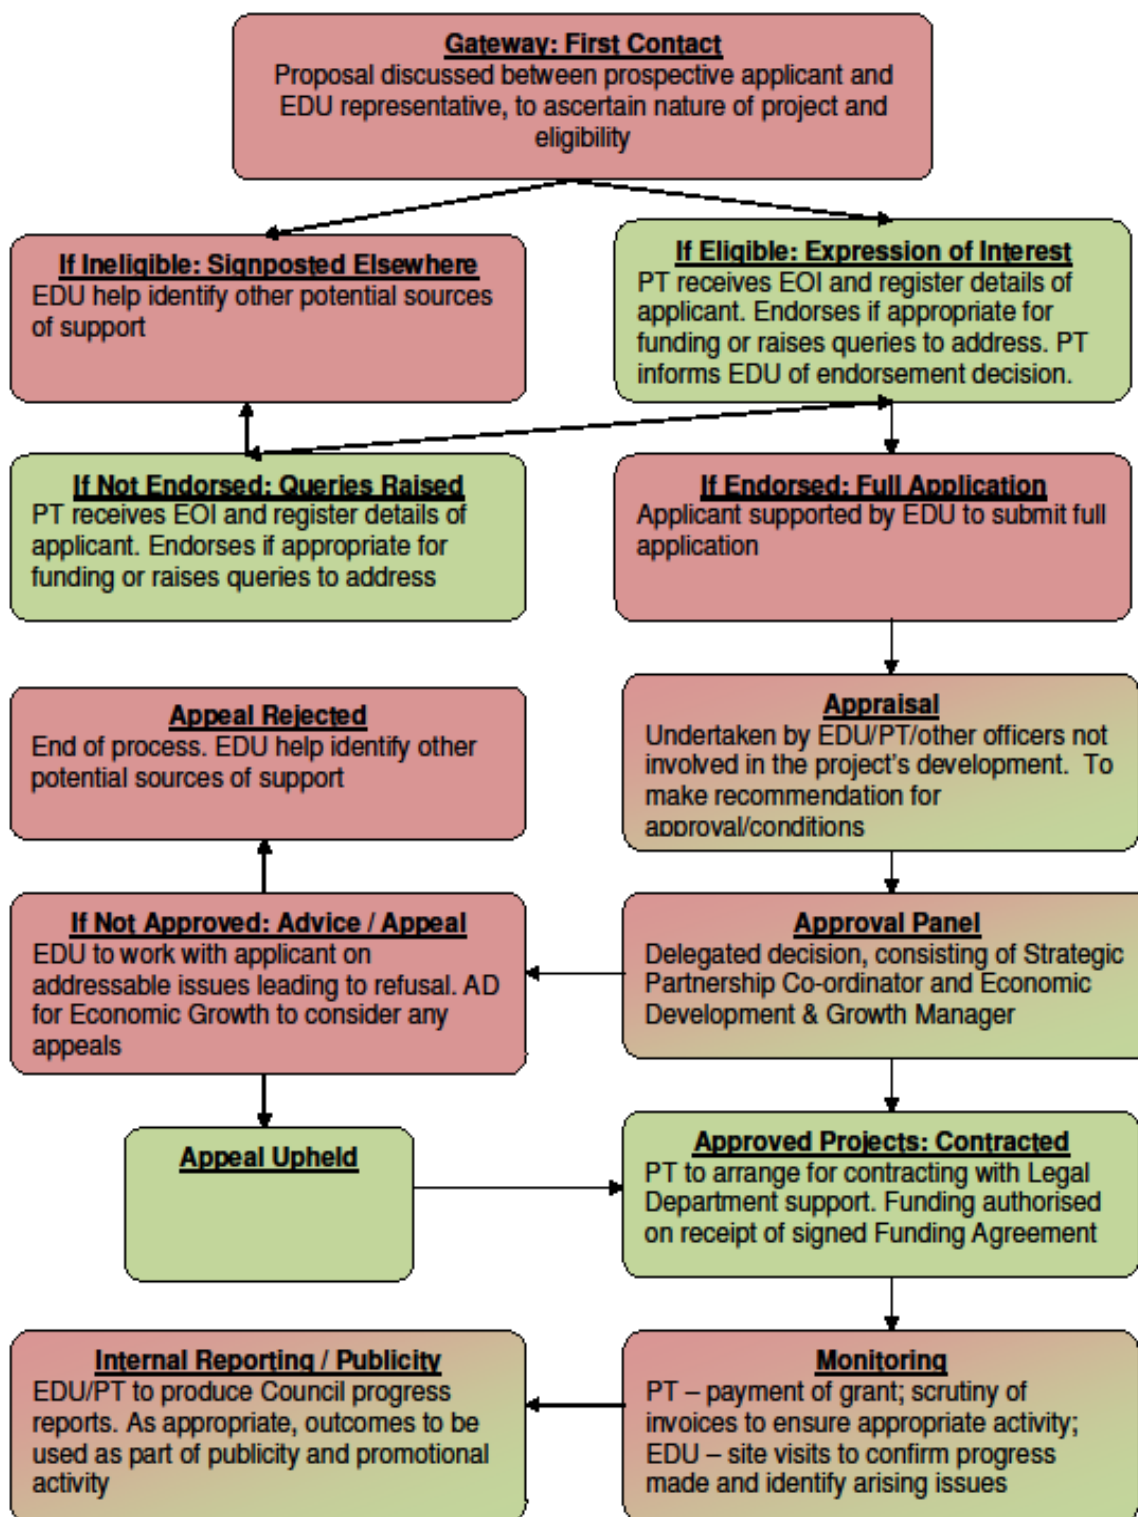 Gateway: First Contact
Proposal discussed between prospective applicant and
EDU representative, to ascertain nature of project and
eligibility
If Ineligible: Signposted Elsewhere
EDU help identify other potential sources
of support
If Eligible: Expression of Interest
PT receives EOI and register details of
applicant. Endorses if appropriate for
funding or raises queries to address. PT
informs EDU of endorsement decision.
If Not Endorsed: Queries Raised
PT receives EOI and register details of
applicant. Endorses if appropriate for
funding or raises queries to address
If Endorsed: Full Application
Applicant supported by EDU to submit full
application
Appeal Rejected
End of process. EDU help identify other
potential sources of support
Appraisal
Undertaken by EDU/PT/other officers not
involved in the project’s development.  To
make recommendation for
approval/conditions
If Not Approved: Advice / Appeal
EDU to work with applicant on
addressable issues leading to refusal. AD
for Economic Growth to consider any
appeals
Approval Panel
Delegated decision, consisting of Strategic
Partnership Co-ordinator and Economic
Development & Growth Manager
Appeal Upheld
Approved Projects: Contracted
PT to arrange for contracting with Legal
Department support. Funding authorised
on receipt of signed Funding Agreement
Internal Reporting / Publicity
EDU/PT to produce Council progress
reports. As appropriate, outcomes to be
used as part of publicity and promotional
activity
Monitoring
PT – payment of grant; scrutiny of
invoices to ensure appropriate activity;
EDU – site visits to confirm progress
made and identify arising issues